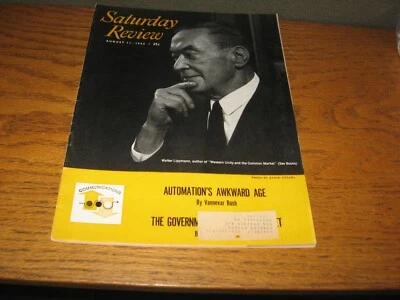 Saturday
Review
AUGUST 11, 1962 25¢
Walter Lippmann, author of "Western Unity and the Common Market." (See Books)
COMMUNICATIONS
AUTOMATION'S AWKWARD AGE
By Vannevar Bush
THE GOVERNM